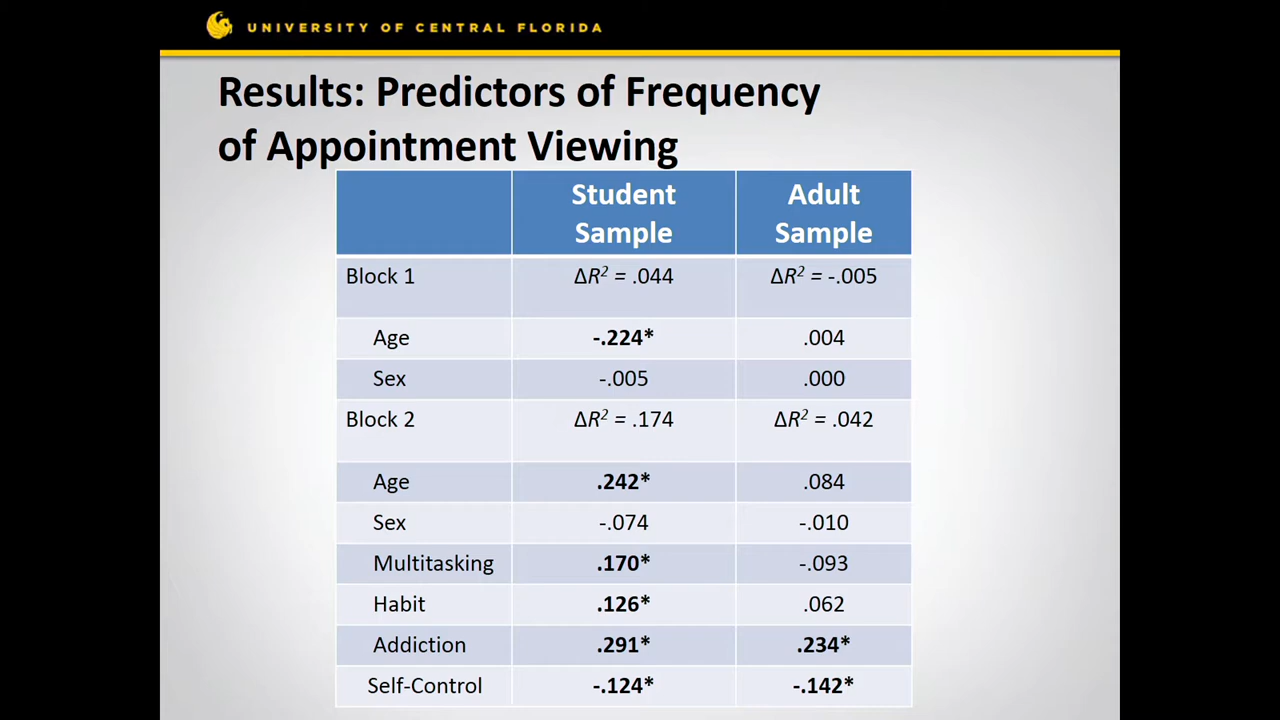 UNIVERSITY OF CENTRAL FLORIDA
Results: Predictors of Frequency
of Appointment Viewing
Student Sample Adult Sample
Block 1 ΔR² = .044 ΔR² = -.005
Age -.224* .004
Sex -.005 .000
Block 2 ΔR² = .174 ΔR² = .042
Age .242* .084
Sex -.074 -.010
Multitasking .170* -.093
Habit .126* .062
Addiction .291* .234*
Self-Control -.124* -.142*